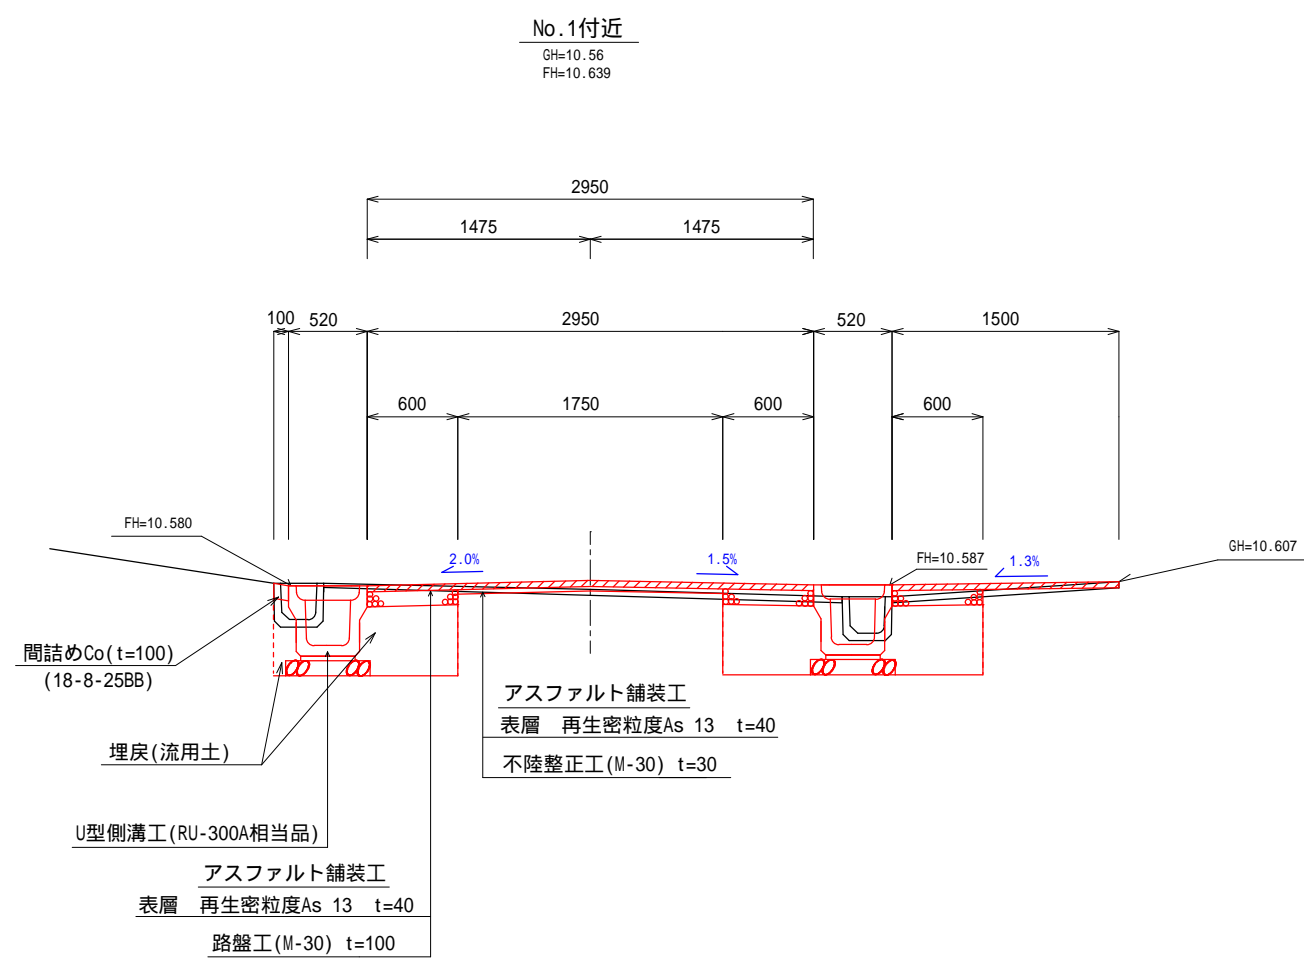 No.1付近
GH=10.56
FH=10.639
2950
1475 1475
100 520 2950 520 1500
600 1750 600 600
FH=10.580
2.0%
1.5%
FH=10.587
1.3%
GH=10.607
間詰めCo(t=100)
(18-8-25BB)
埋戻(流用土)
U型側溝工(RU-300A相当品)
アスファルト舗装工
表層 再生密粒度As 13 t=40
路盤工(M-30) t=100
アスファルト舗装工
表層 再生密粒度As 13 t=40
不陸整正工(M-30) t=30